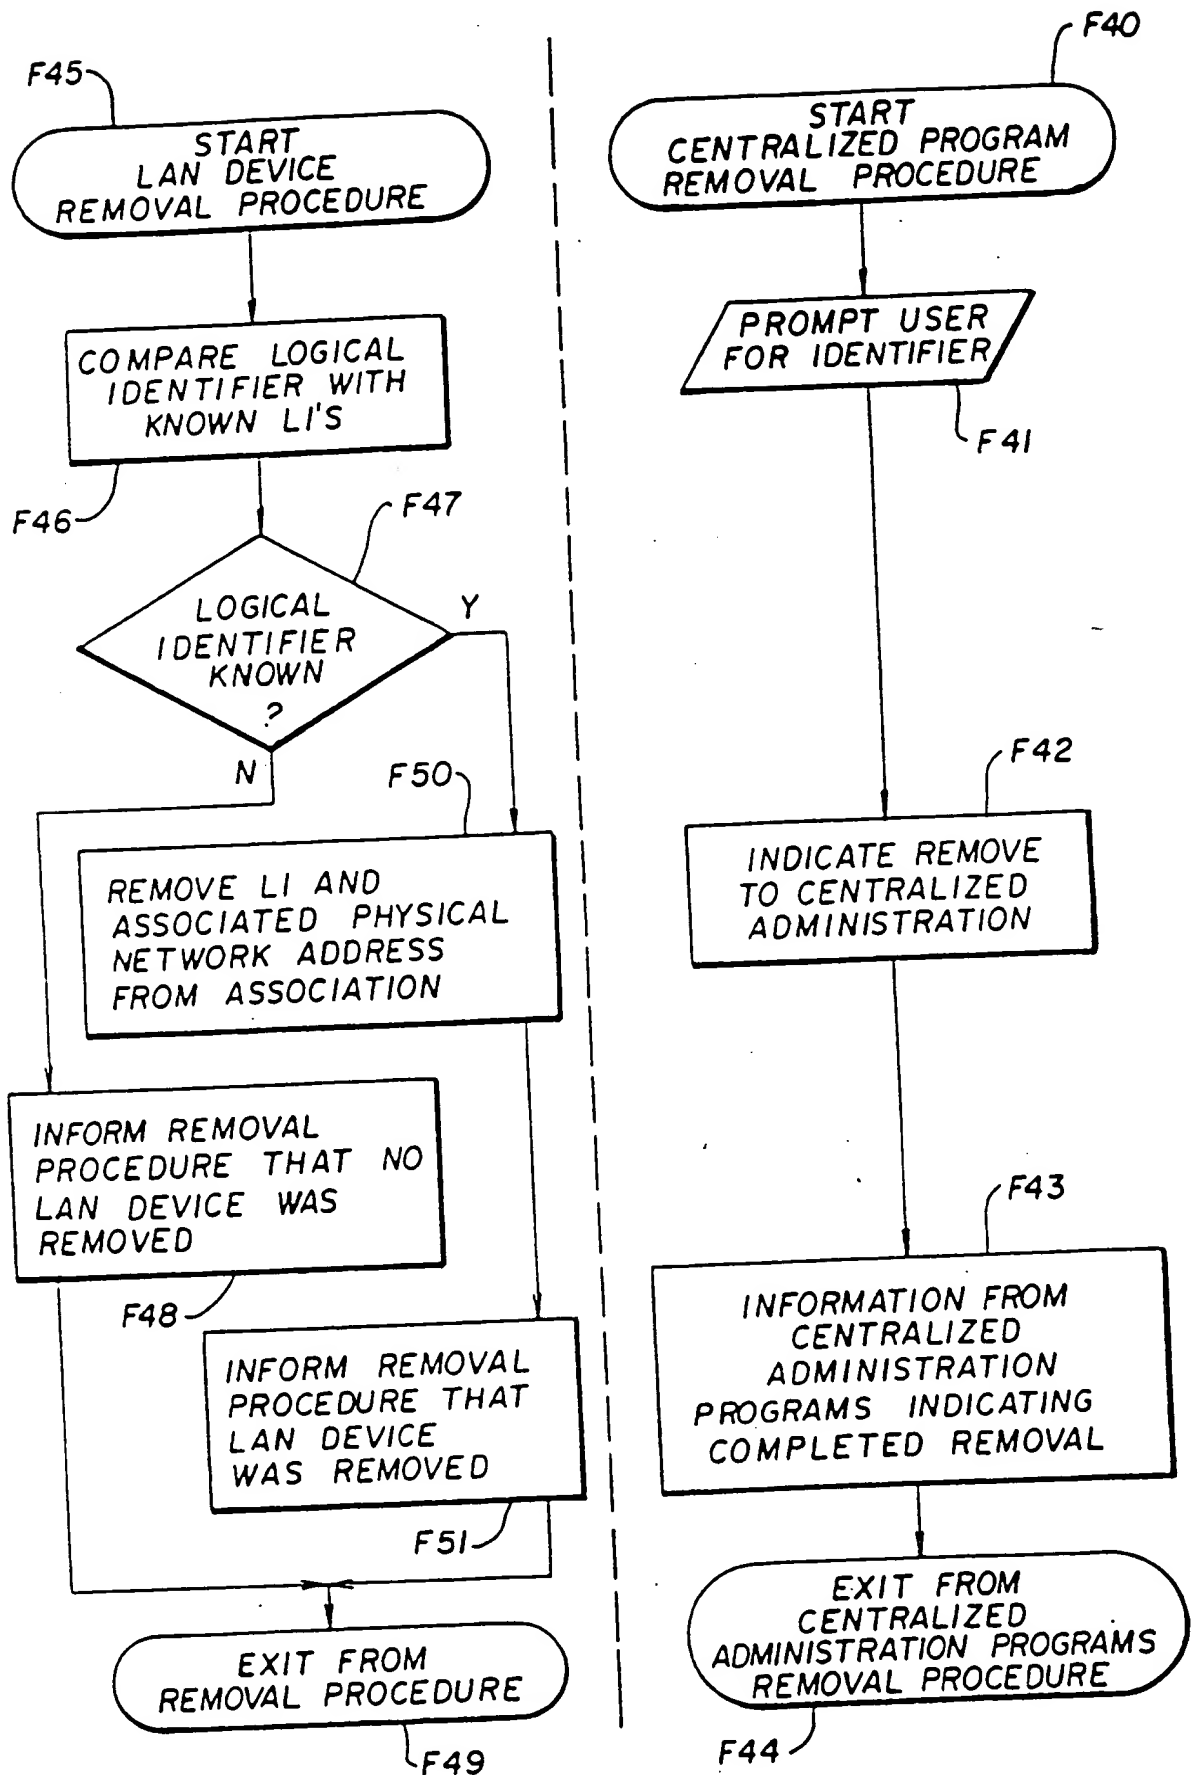 F45
START
LAN DEVICE
REMOVAL PROCEDURE
COMPARE LOGICAL
IDENTIFIER WITH
KNOWN LI'S
F46
F47
LOGICAL
IDENTIFIER
KNOWN
?
Y
N
F50
REMOVE LI AND
ASSOCIATED PHYSICAL
NETWORK ADDRESS
FROM ASSOCIATION
INFORM REMOVAL
PROCEDURE THAT NO
LAN DEVICE WAS
REMOVED
F48
INFORM REMOVAL
PROCEDURE THAT
LAN DEVICE
WAS REMOVED
F51
EXIT FROM
REMOVAL PROCEDURE
F49
F40
START
CENTRALIZED PROGRAM
REMOVAL PROCEDURE
PROMPT USER
FOR IDENTIFIER
F41
F42
INDICATE REMOVE
TO CENTRALIZED
ADMINISTRATION
F43
INFORMATION FROM
CENTRALIZED
ADMINISTRATION
PROGRAMS INDICATING
COMPLETED REMOVAL
EXIT FROM
CENTRALIZED
ADMINISTRATION PROGRAMS
REMOVAL PROCEDURE
F44